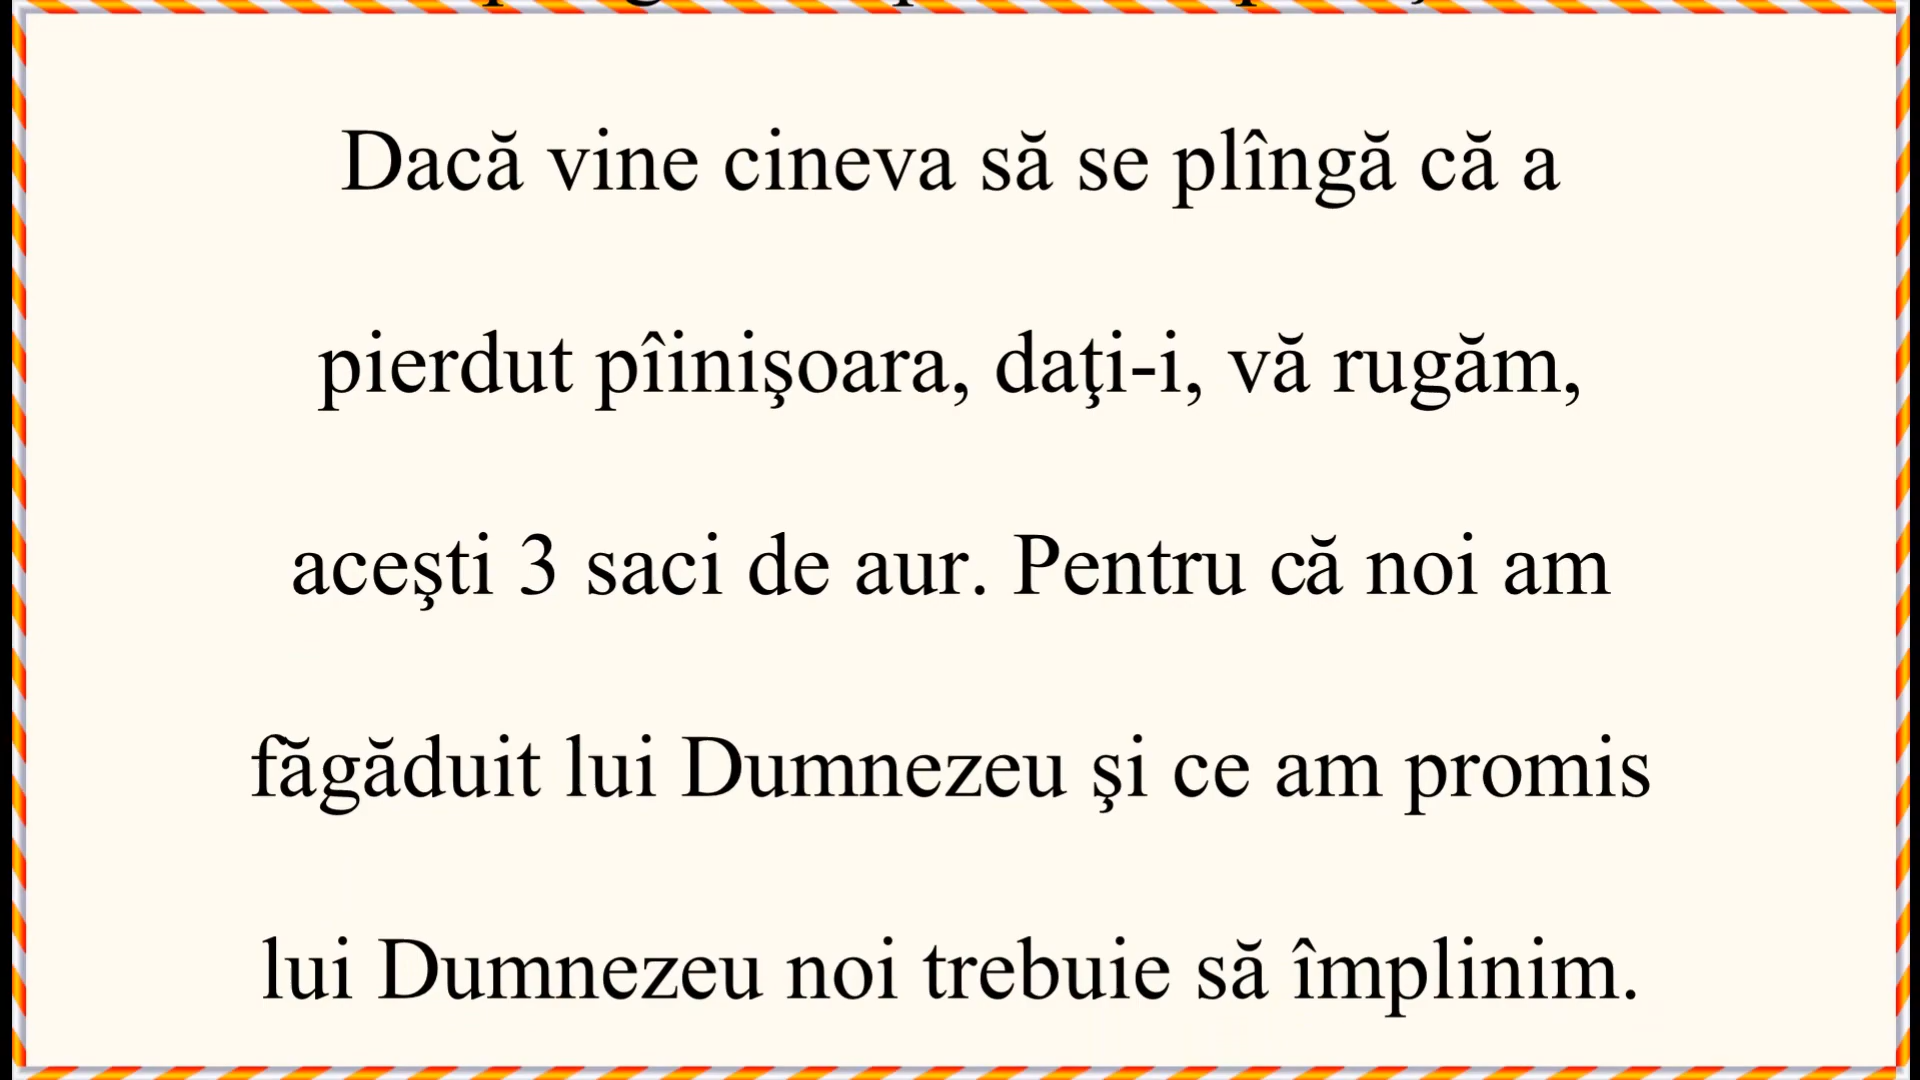 Dacă vine cineva să se plîngă că a
pierdut pîinişoara, daţi-i, vă rugăm,
aceşti 3 saci de aur. Pentru că noi am
făgăduit lui Dumnezeu şi ce am promis
lui Dumnezeu noi trebuie să împlinim.